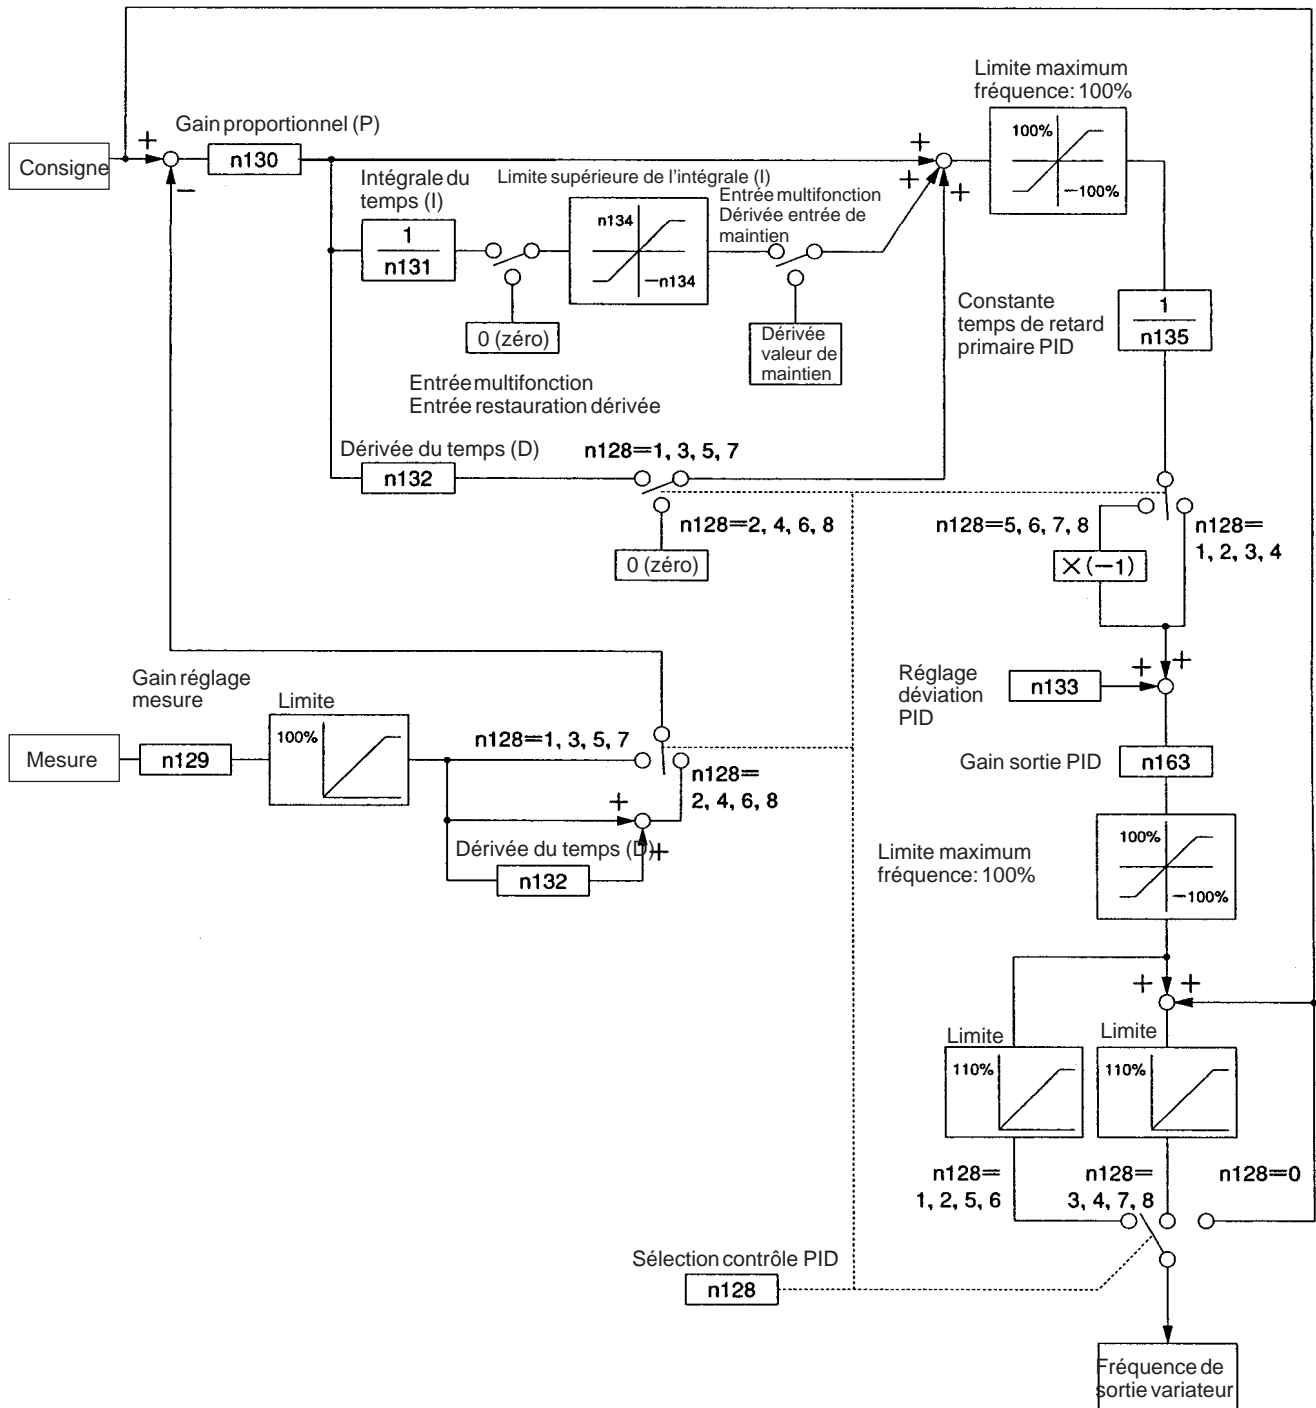 Limite maximum
fréquence: 100%
Gain proportionnel (P)
100%
−100%
+
−
Consigne
n130
+
+
+
Intégrale du
temps (I)
1
n131
Limite supérieure de l'intégrale (I)
n134
−n134
Entrée multifonction
Dérivée entrée de
maintien
0 (zéro)
Dérivée
valeur de
maintien
Constante
temps de retard
primaire PID
1
n135
Entrée multifonction
Entrée restauration dérivée
Dérivée du temps (D)
n132
n128=1, 3, 5, 7
n128=2, 4, 6, 8
0 (zéro)
n128=5, 6, 7, 8
n128=
1, 2, 3, 4
×(−1)
+
+
Réglage
déviation
PID
n133
Gain réglage
mesure
Limite
100%
Mesure
n129
n128=1, 3, 5, 7
n128=
2, 4, 6, 8
+
+
Dérivée du temps (D)
n132
Gain sortie PID
n163
Limite maximum
fréquence: 100%
100%
−100%
+
+
Limite
110%
Limite
110%
n128=
1, 2, 5, 6
n128=
3, 4, 7, 8
n128=0
Sélection contrôle PID
n128
Fréquence de
sortie variateur